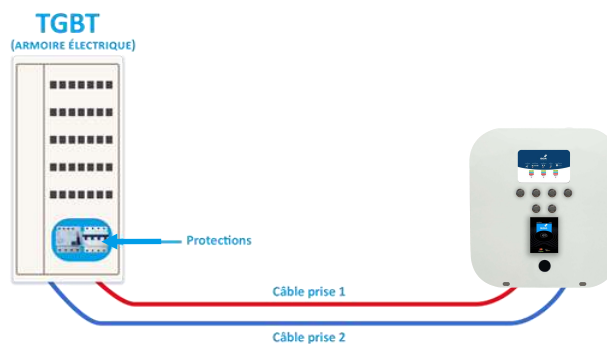 TGBT
(ARMOIRE ÉLECTRIQUE)
Protections
Câble prise 1
Câble prise 2